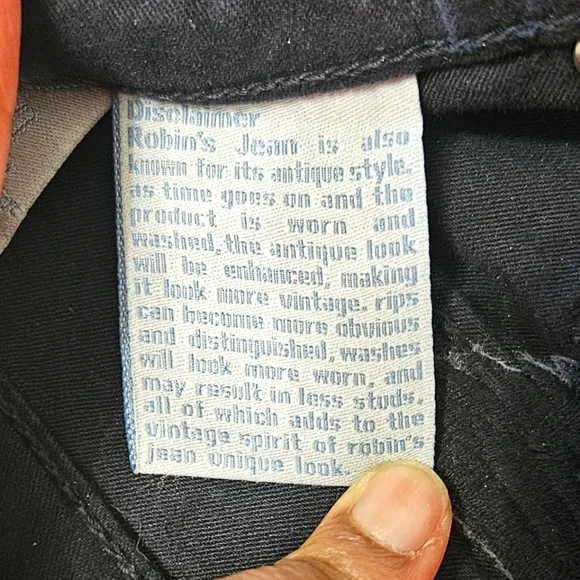 Disclaimer
Robin's Jean is also
known for its antique style.
as time goes on and the
product is worn and
washed, the antique look
will be enhanced, making
it look more vintage. rips
can become more obvious
and distinguished, washes
will look more worn, and
may result in less studs.
all of which adds to the
vintage spirit of robin's
jean unique look.